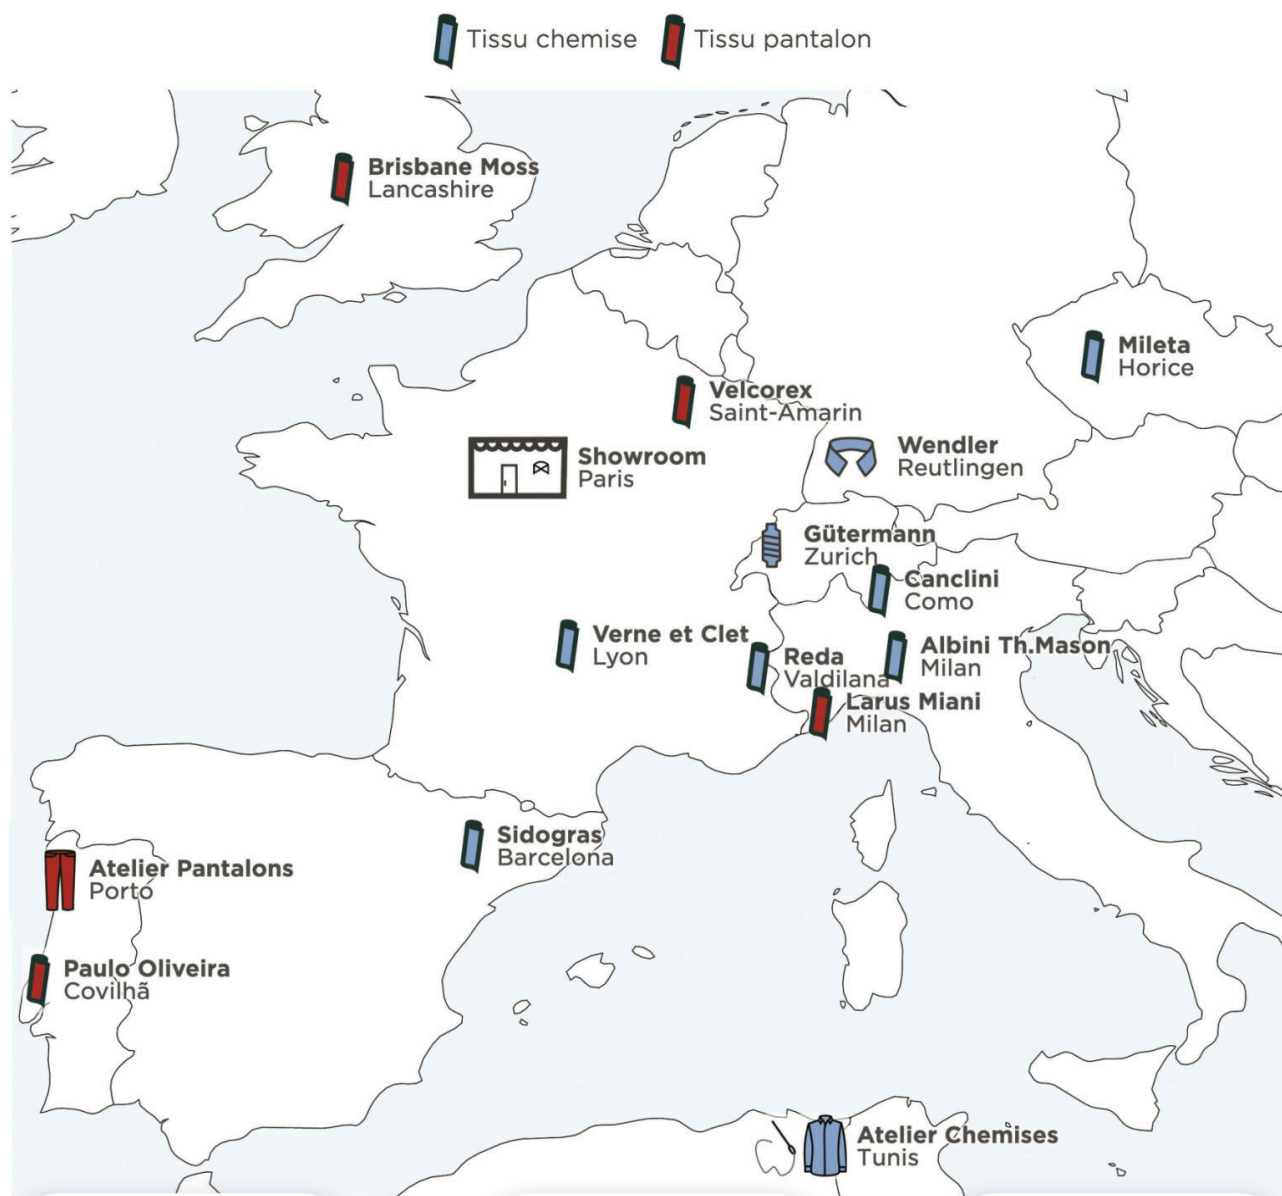 Tissu chemise
Tissu pantalon
Brisbane Moss
Lancashire
Mileta
Horice
Velcorex
Saint-Amarin
Showroom
Paris
Wendler
Reutlingen
Gütermann
Zurich
Canclini
Como
Verne et Clet
Lyon
Reda
Valdilana
Albini Th.Mason
Milan
Larus Miani
Milan
Sidogras
Barcelona
Atelier Pantalons
Porto
Paulo Oliveira
Covilhã
Atelier Chemises
Tunis